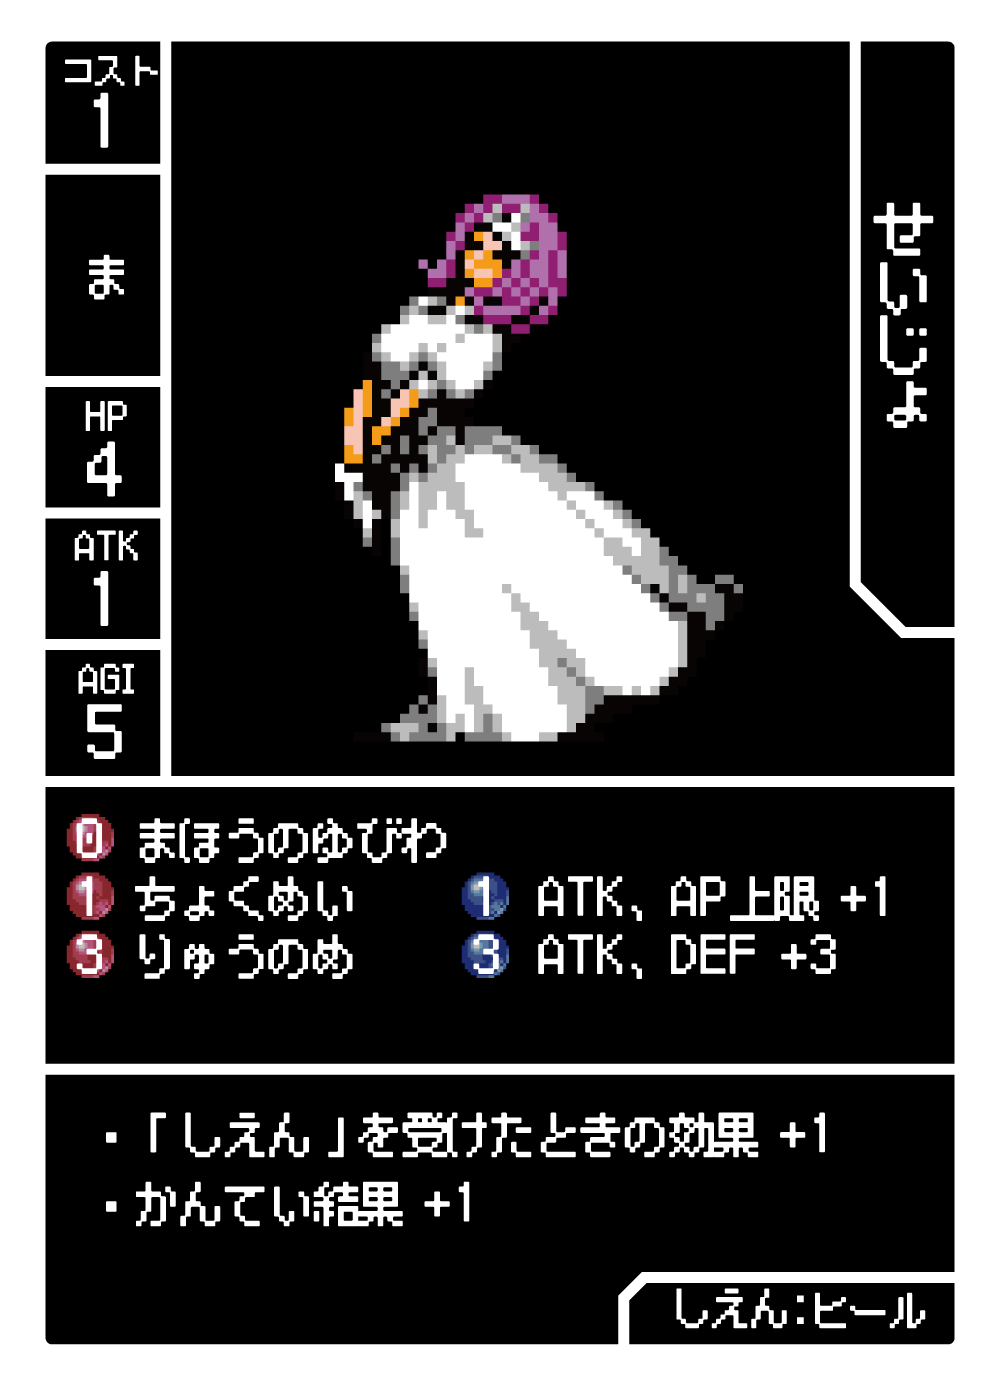 コスト
1
ま
HP
4
ATK
1
AGI
5
せいじょ
0 まほうのゆびわ
1 ちょくめい 1 ATK、AP上限 +1
3 りゅうのめ 3 ATK、DEF +3
・「しえん」を受けたときの効果 +1
・かんてい結果 +1
しえん:ヒール